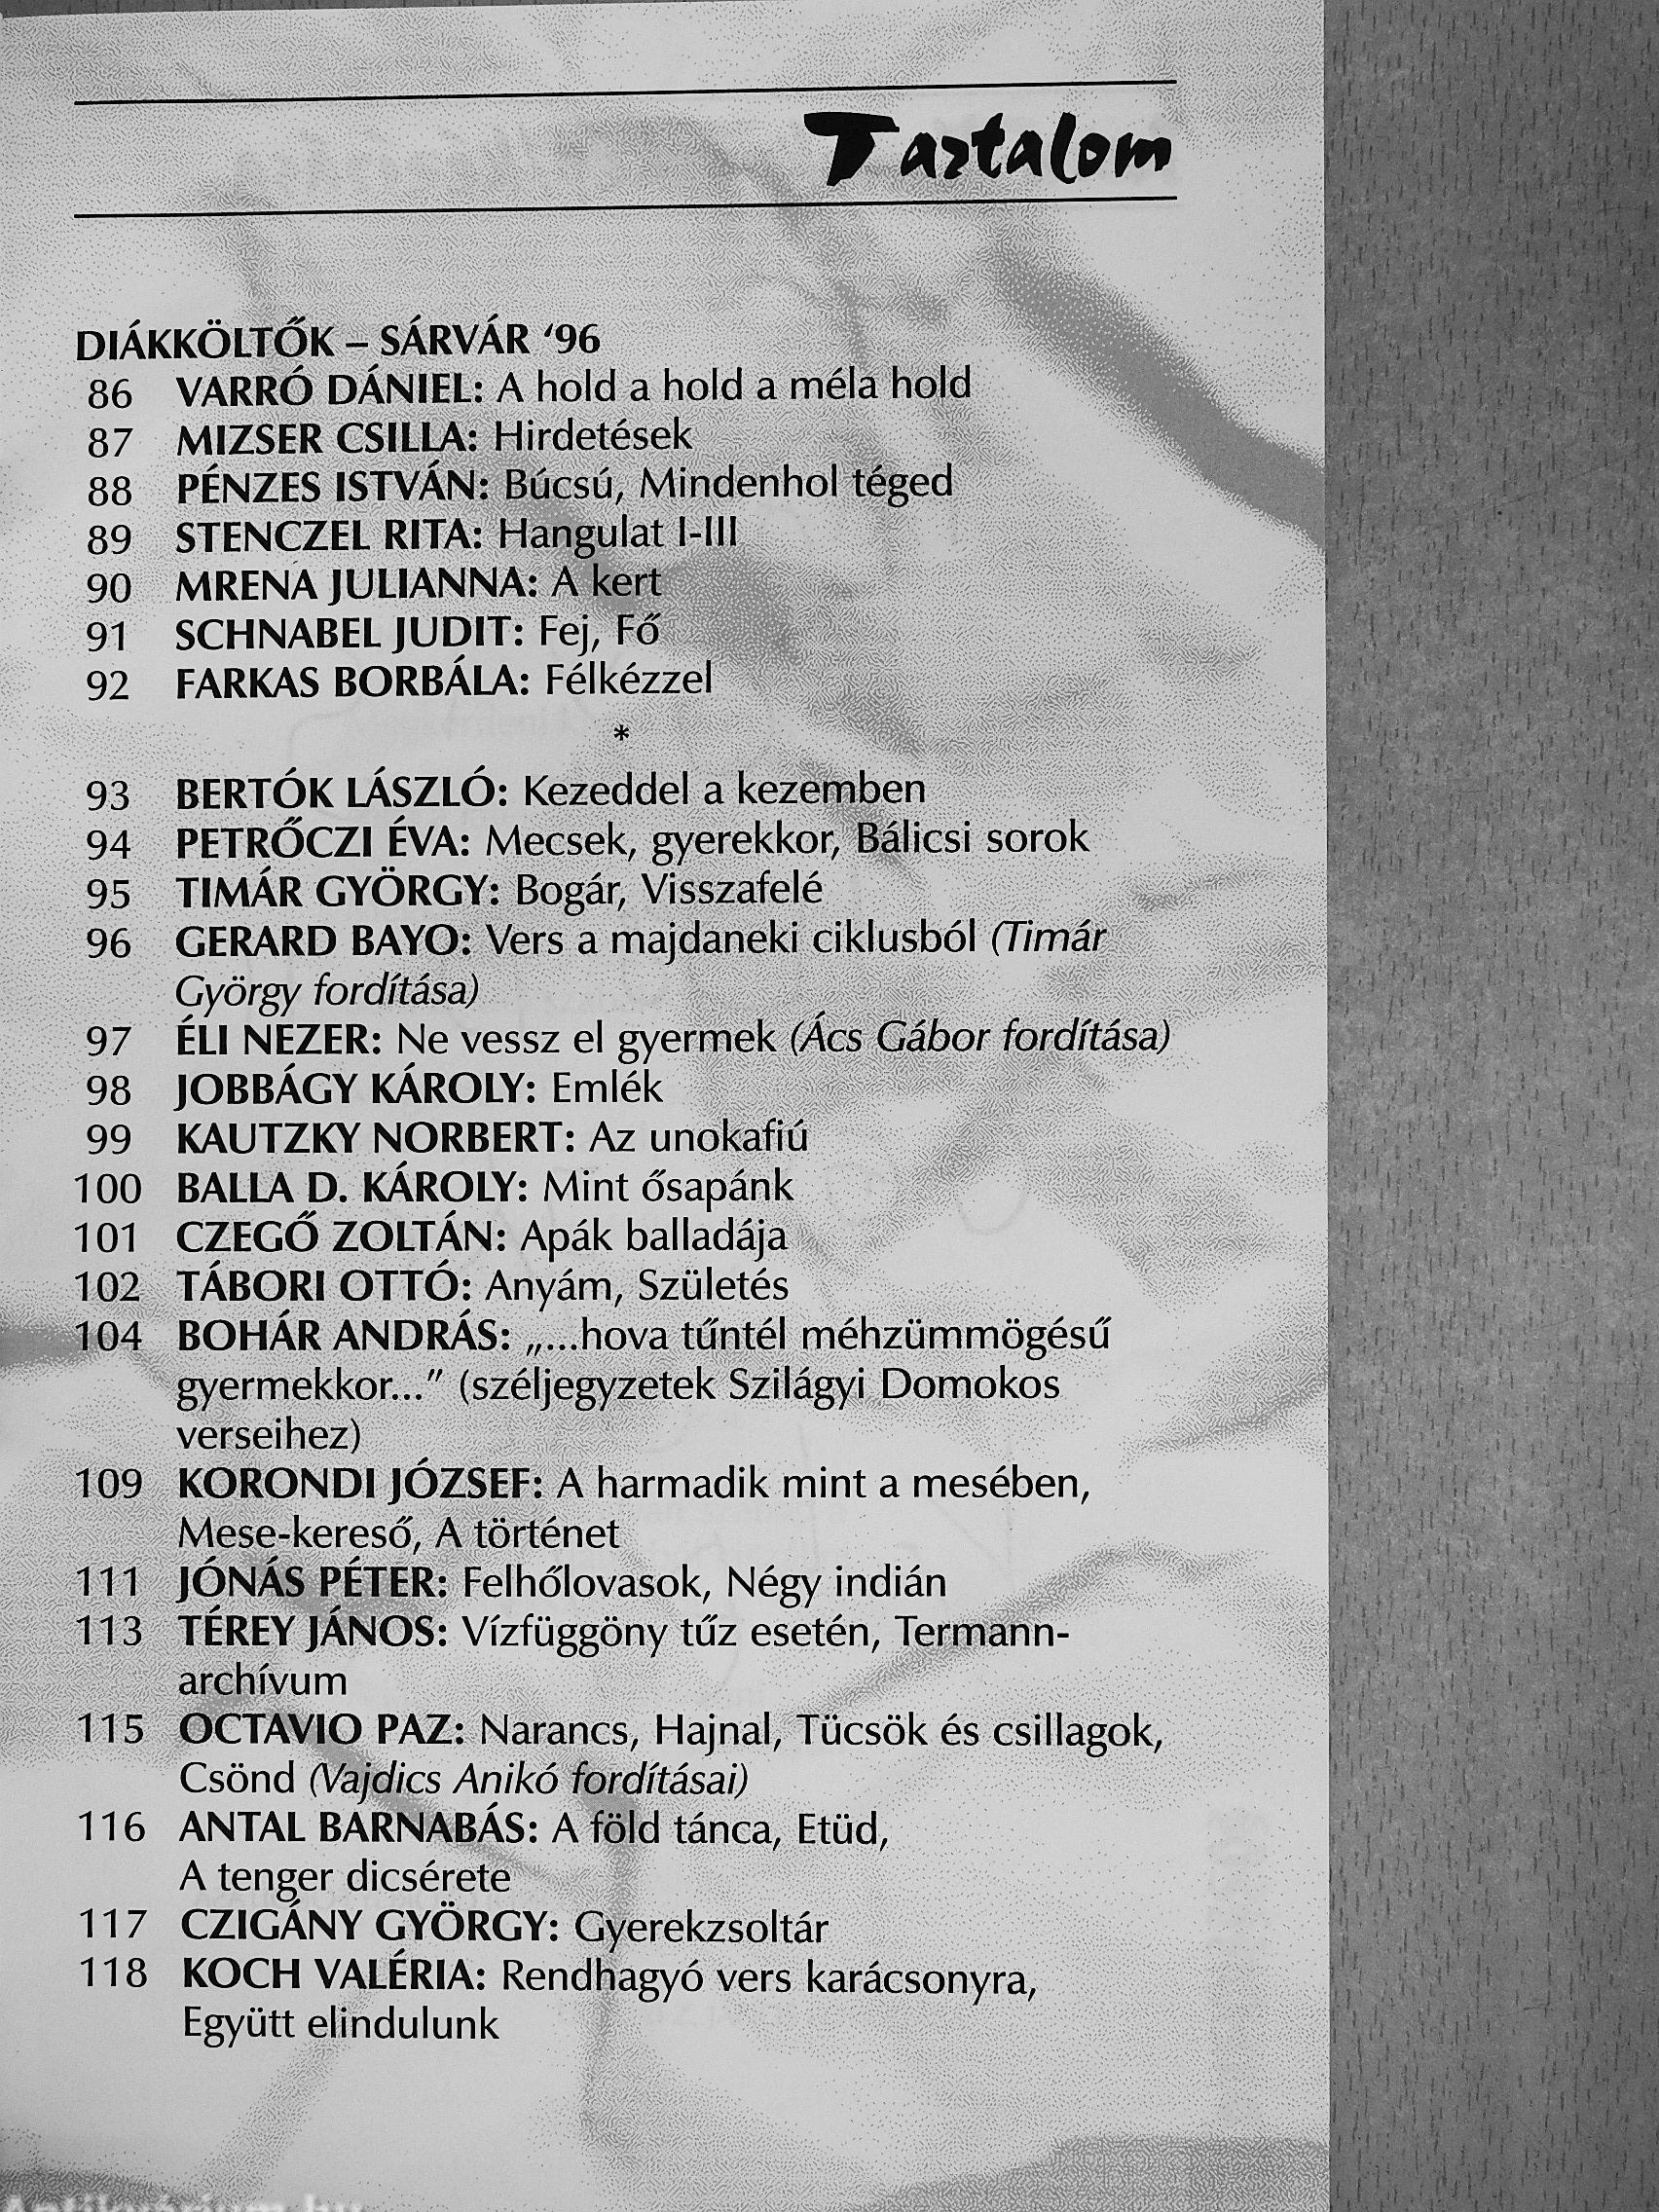 Tartalom
DIÁKKÖLTŐK – SÁRVÁR ‘96
86 VARRÓ DÁNIEL: A hold a hold a méla hold
87 MIZSER CSILLA: Hirdetések
88 PÉNZES ISTVÁN: Búcsú, Mindenhol téged
89 STENCZEL RITA: Hangulat I-III
90 MRENA JULIANNA: A kert
91 SCHNABEL JUDIT: Fej, Fő
92 FARKAS BORBÁLA: Félkézzel
*
93 BERTÓK LÁSZLÓ: Kezeddel a kezemben
94 PETRŐCZI ÉVA: Mecsek, gyerekkor, Bálicsi sorok
95 TIMÁR GYÖRGY: Bogár, Visszafelé
96 GERARD BAYO: Vers a majdaneki ciklusból (Timár
György fordítása)
97 ÉLI NEZER: Ne vessz el gyermek (Ács Gábor fordítása)
98 JOBBÁGY KÁROLY: Emlék
99 KAUTZKY NORBERT: Az unokafiú
100 BALLA D. KÁROLY: Mint ősapánk
101 CZEGŐ ZOLTÁN: Apák balladája
102 TÁBORI OTTÓ: Anyám, Születés
104 BOHÁR ANDRÁS: „...hova tűntél méhzümmögésű
gyermekkor...” (széljegyzetek Szilágyi Domokos
verseihez)
109 KORONDI JÓZSEF: A harmadik mint a mesében,
Mese-kereső, A történet
111 JÓNÁS PÉTER: Felhőlovasok, Négy indián
113 TÉREY JÁNOS: Vízfüggöny tűz esetén, Termann-
archívum
115 OCTAVIO PAZ: Narancs, Hajnal, Tücsök és csillagok,
Csönd (Vajdics Anikó fordításai)
116 ANTAL BARNABÁS: A föld tánca, Etüd,
A tenger dicsérete
117 CZIGÁNY GYÖRGY: Gyerekzsoltár
118 KOCH VALÉRIA: Rendhagyó vers karácsonyra,
Együtt elindulunk